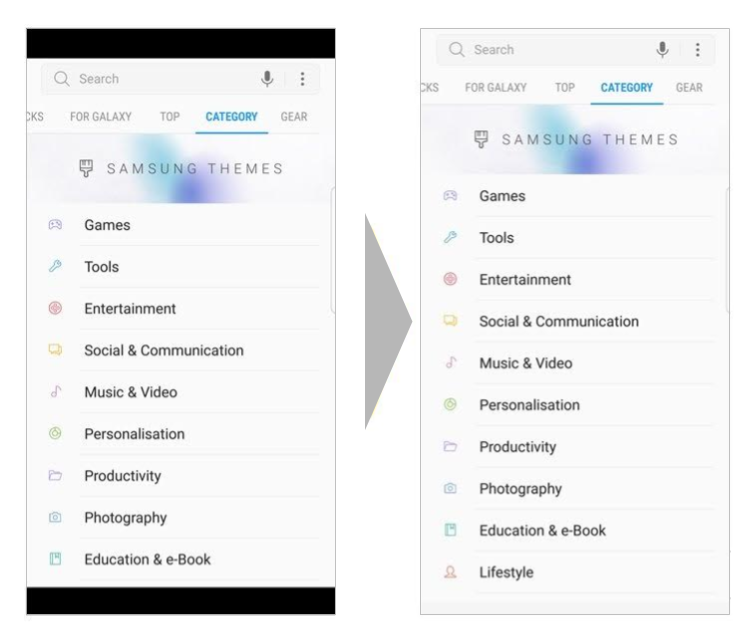 Search
CKS FOR GALAXY TOP CATEGORY GEAR
SAMSUNG THEMES
Games
Tools
Entertainment
Social & Communication
Music & Video
Personalisation
Productivity
Photography
Education & e-Book
Search
CKS FOR GALAXY TOP CATEGORY GEAR
SAMSUNG THEMES
Games
Tools
Entertainment
Social & Communication
Music & Video
Personalisation
Productivity
Photography
Education & e-Book
Lifestyle